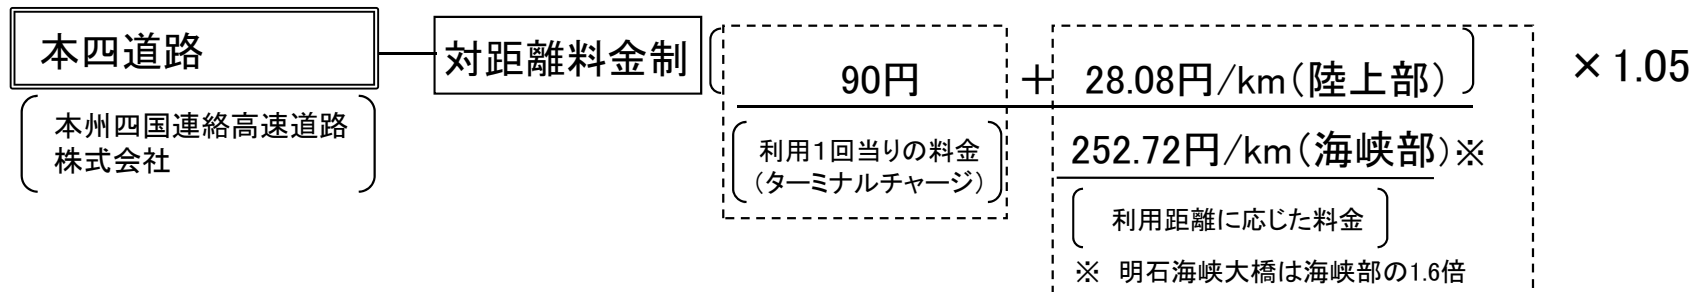 本四道路
本州四国連絡高速道路
株式会社
対距離料金制
90円 + 28.08円/km(陸上部) ×1.05
利用1回当りの料金
(ターミナルチャージ)
252.72円/km(海峡部)※
利用距離に応じた料金
※ 明石海峡大橋は海峡部の1.6倍